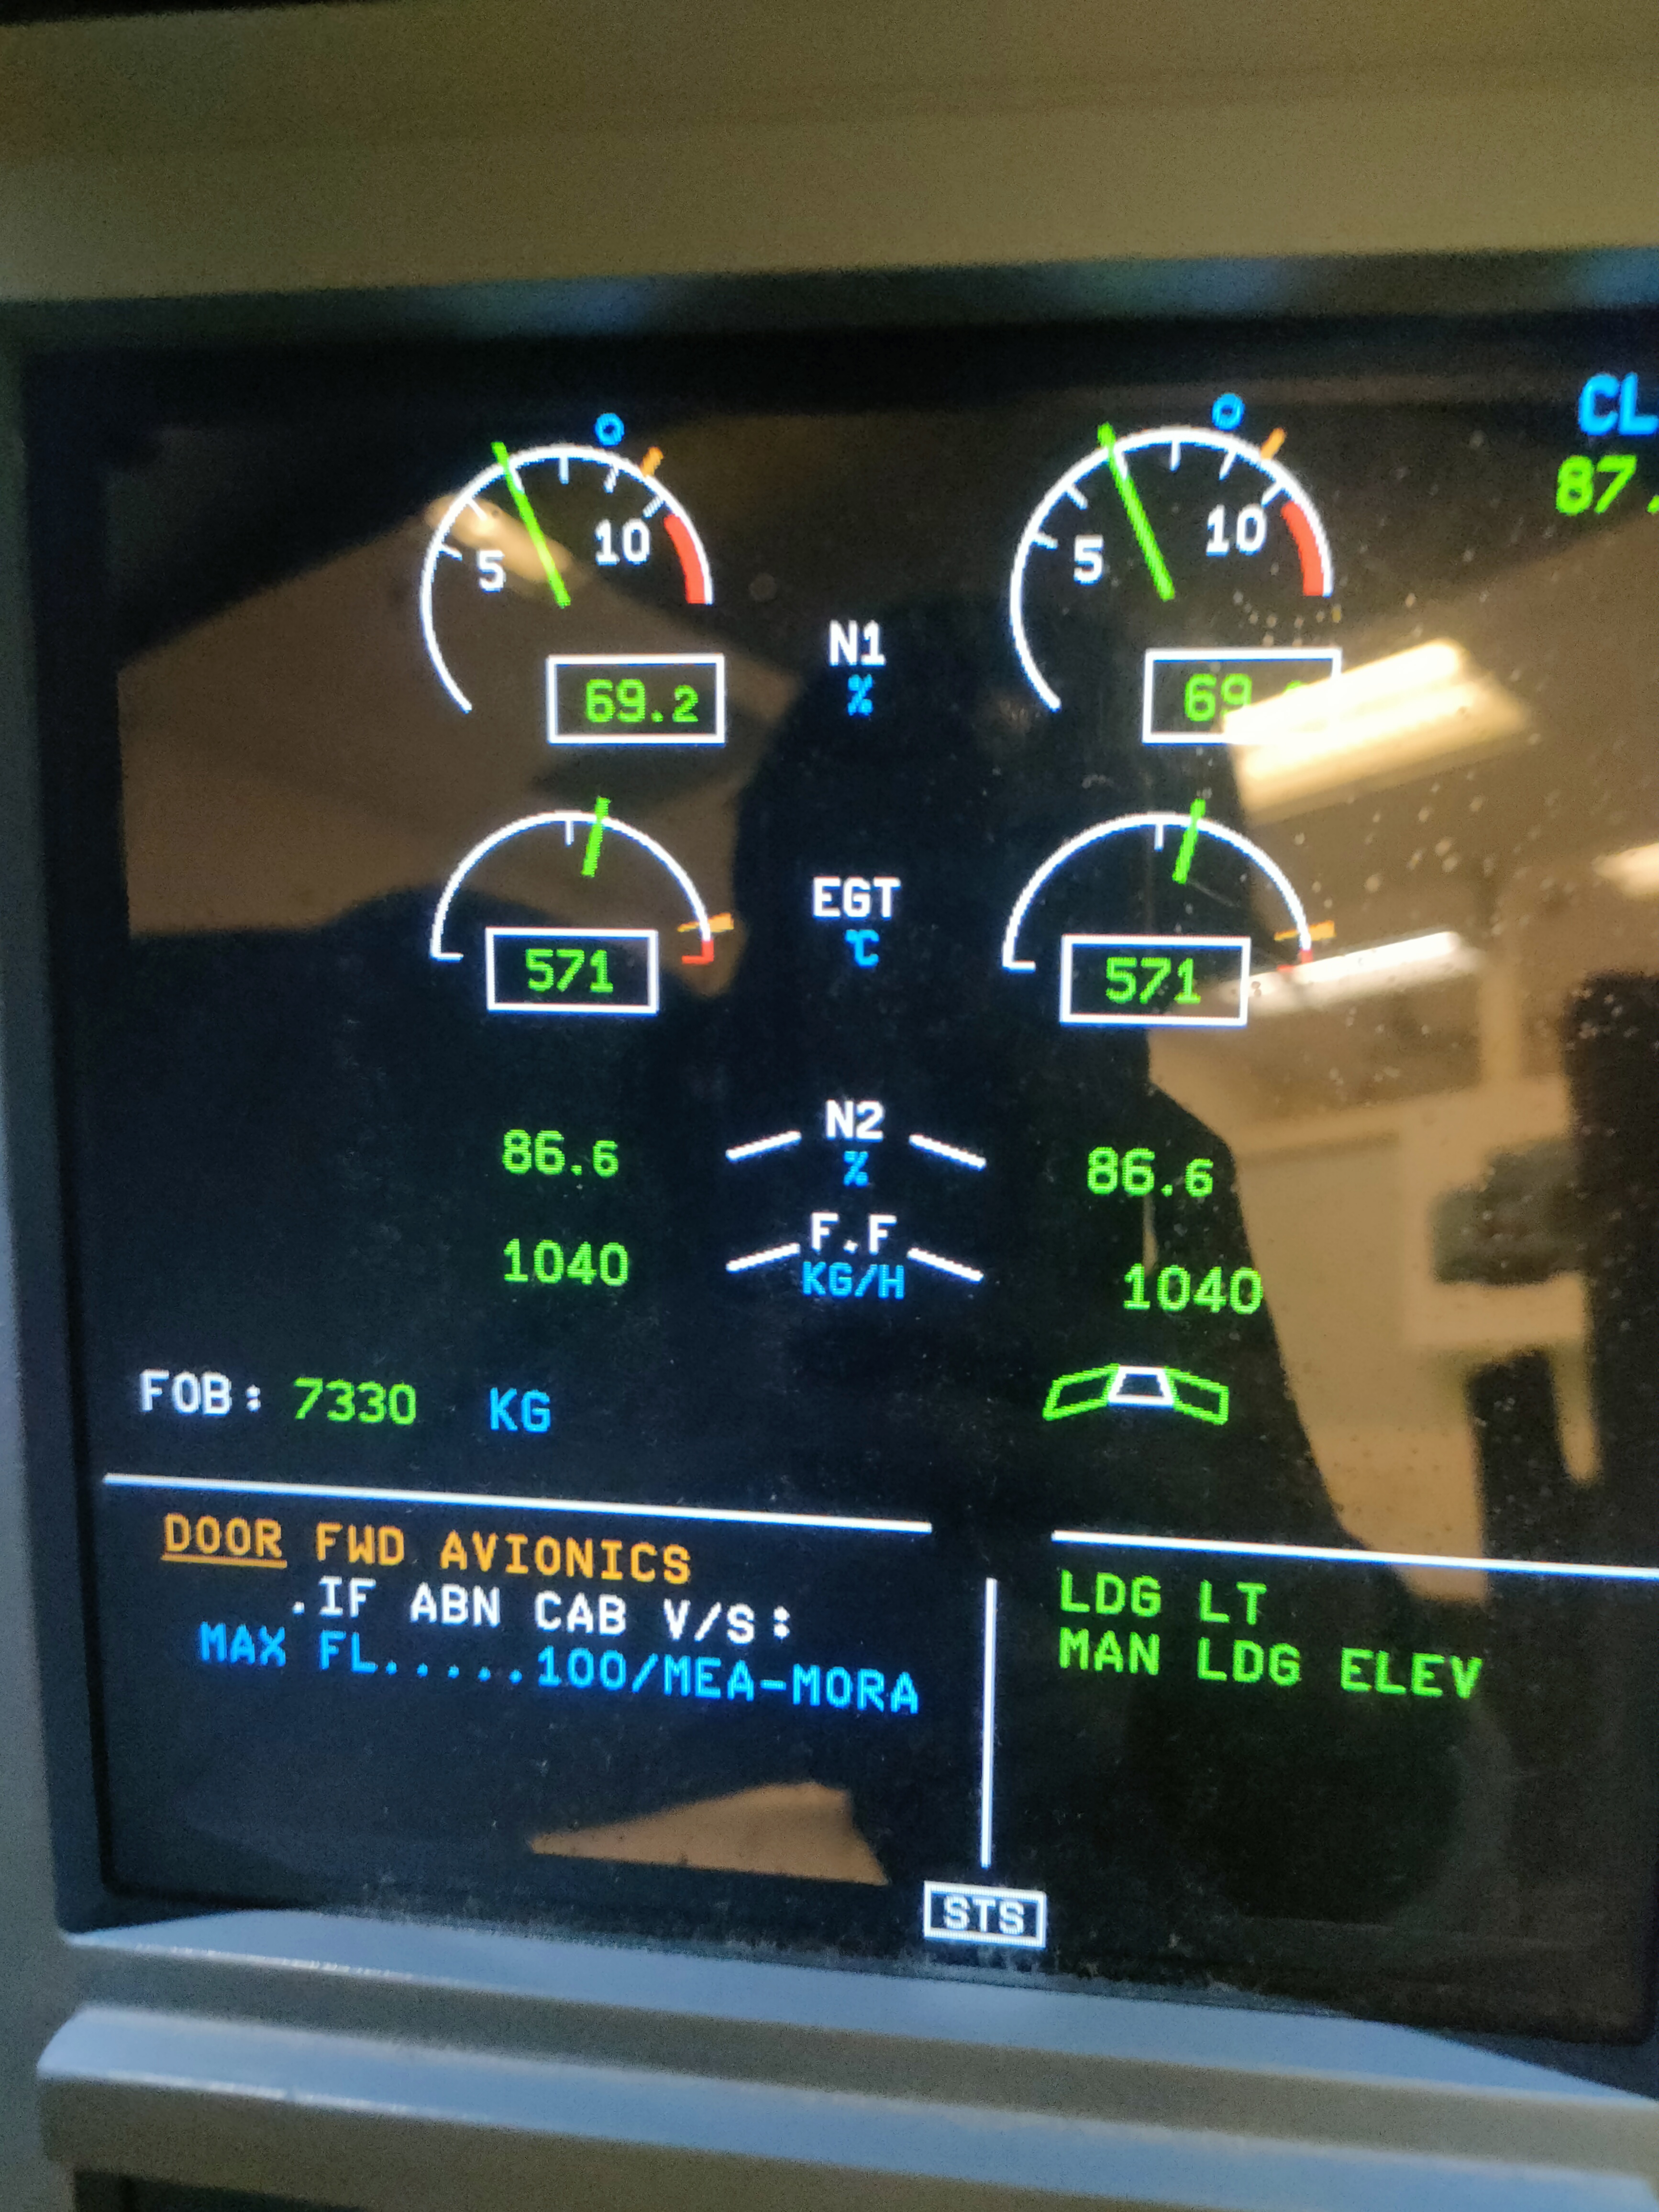 CL
87.
5 10 5 10
N1
69.2 % 69
EGT
571 °C 571
N2
86.6 % 86.6
F.F
1040 KG/H 1040
FOB: 7330 KG
DOOR FWD AVIONICS
.IF ABN CAB V/S:
MAX FL.....100/MEA-MORA
LDG LT
MAN LDG ELEV
STS